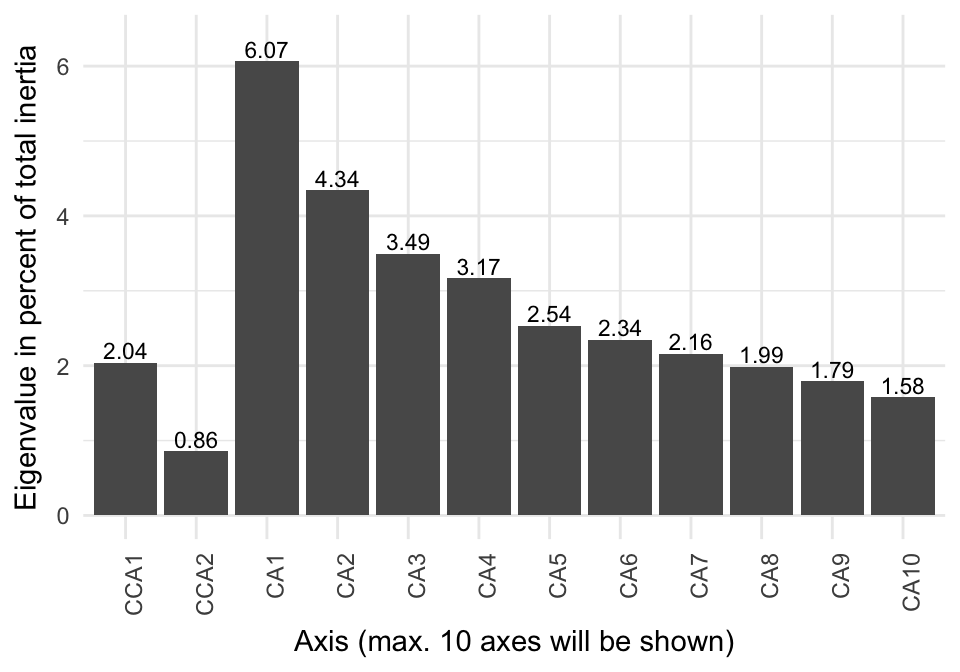 Eigenvalue in percent of total inertia
6
4
2
0
2.04
0.86
6.07
4.34
3.49
3.17
2.54
2.34
2.16
1.99
1.79
1.58
CCA1
CCA2
CA1
CA2
CA3
CA4
CA5
CA6
CA7
CA8
CA9
CA10
Axis (max. 10 axes will be shown)